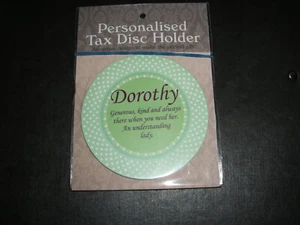 Personalised
Tax Disc Holder
Dorothy
Generous, kind and always
there when you need her.
An understanding
lady.